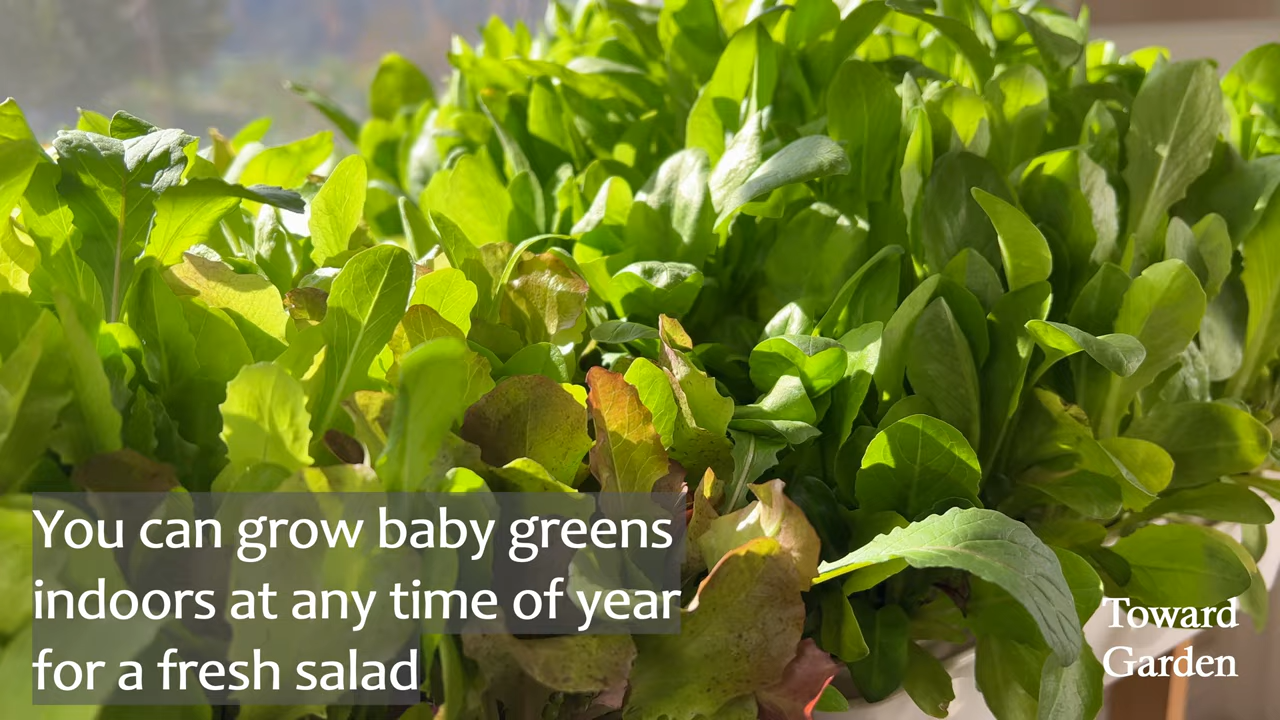 You can grow baby greens
indoors at any time of year
for a fresh salad
Toward
Garden